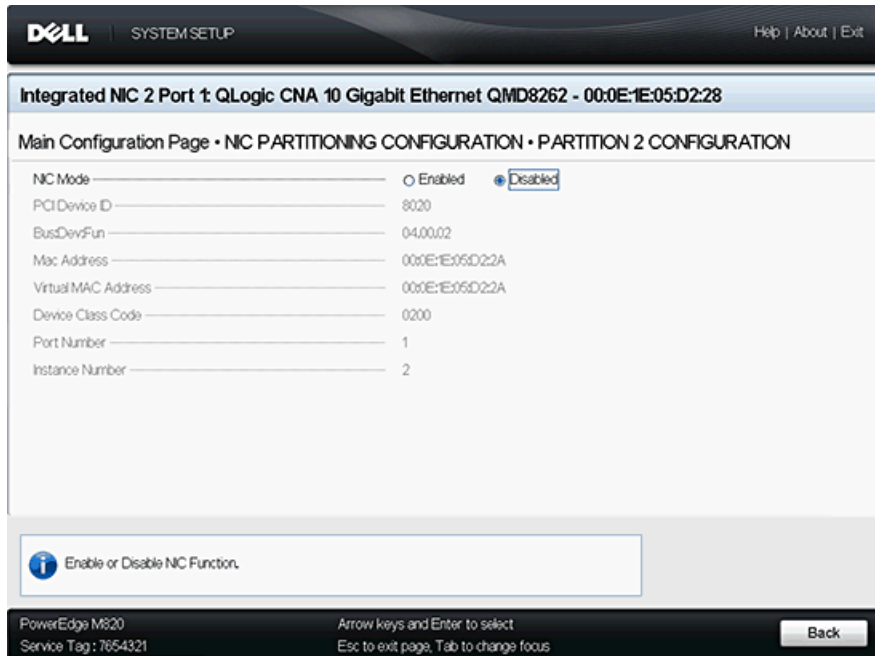 DELL SYSTEM SETUP Help | About | Exit
Integrated NIC 2 Port 1: QLogic CNA 10 Gigabit Ethernet QMD8262 - 00:0E:1E:05:D2:28
Main Configuration Page • NIC PARTITIONING CONFIGURATION • PARTITION 2 CONFIGURATION
NIC Mode Enabled Disabled
PCI Device ID 8020
Bus:Dev:Fun 04,00,02
Mac Address 00:0E:1E:05:D2:2A
Virtual MAC Address 00:0E:1E:05:D2:2A
Device Class Code 0200
Port Number 1
Instance Number 2
Enable or Disable NIC Function.
PowerEdge M820 Arrow keys and Enter to select
Service Tag : 7654321 Esc to exit page, Tab to change focus
Back